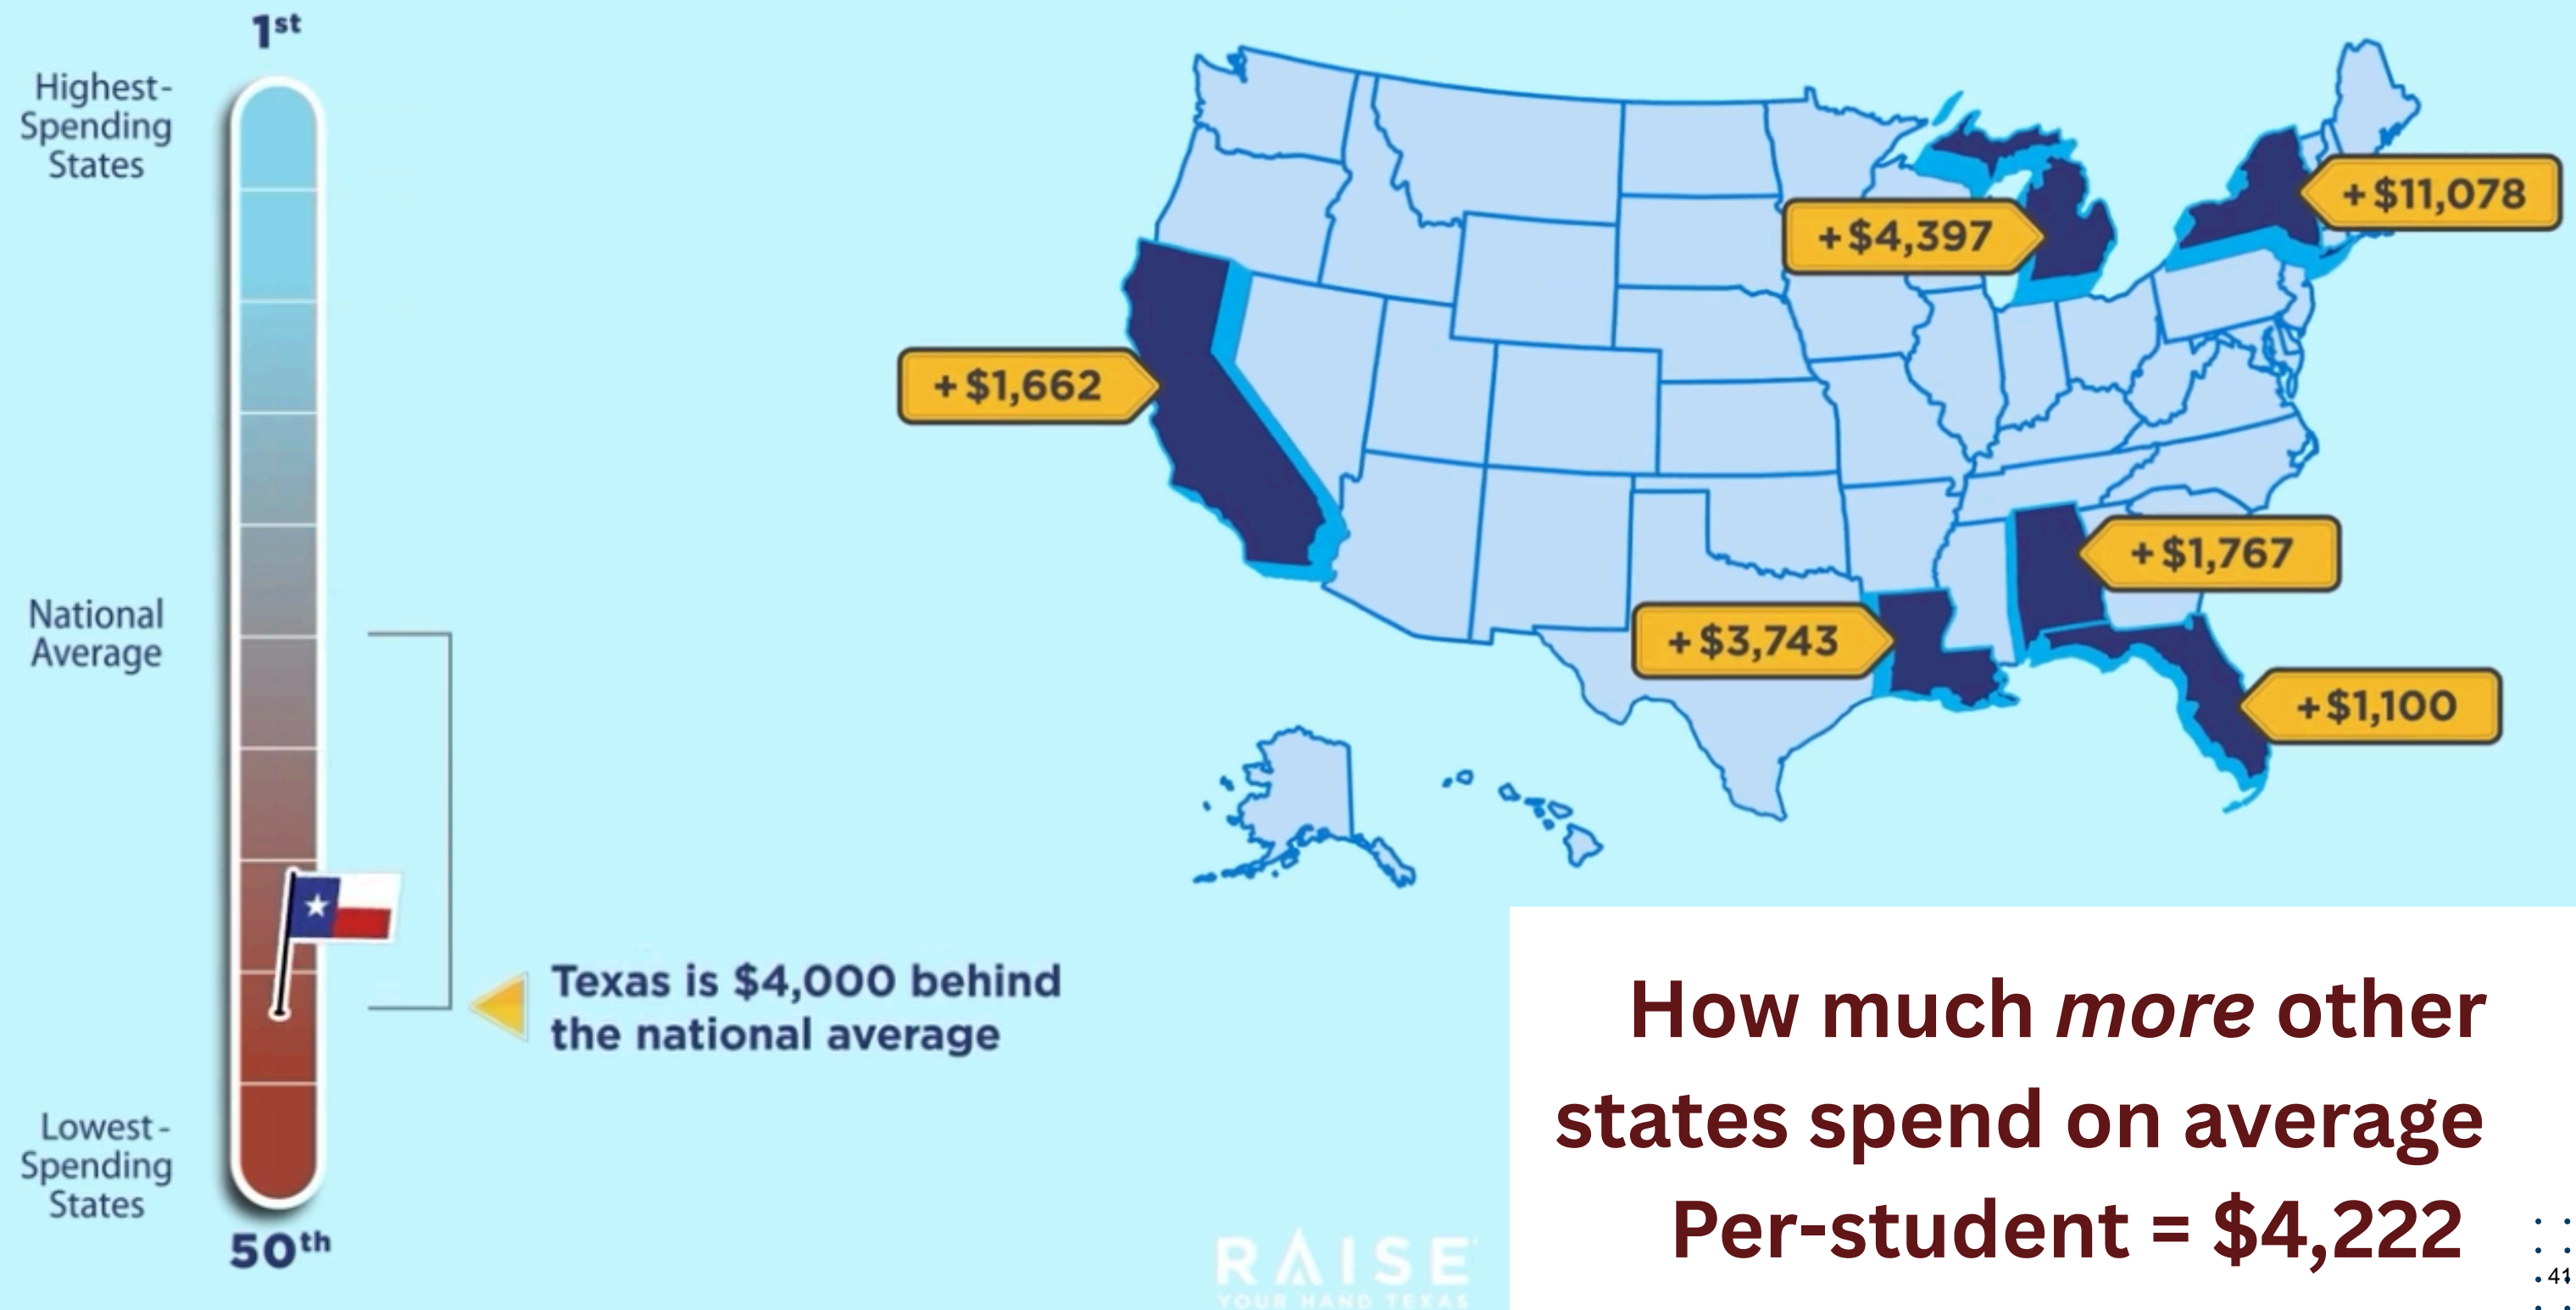 1st
Highest-
Spending
States
National
Average
Lowest-
Spending
States
50th
Texas is $4,000 behind
the national average
+$11,078
+$4,397
+$1,662
+$1,767
+$3,743
+$1,100
How much more other
states spend on average
Per-student = $4,222
RAISE
YOUR HAND TEXAS
41